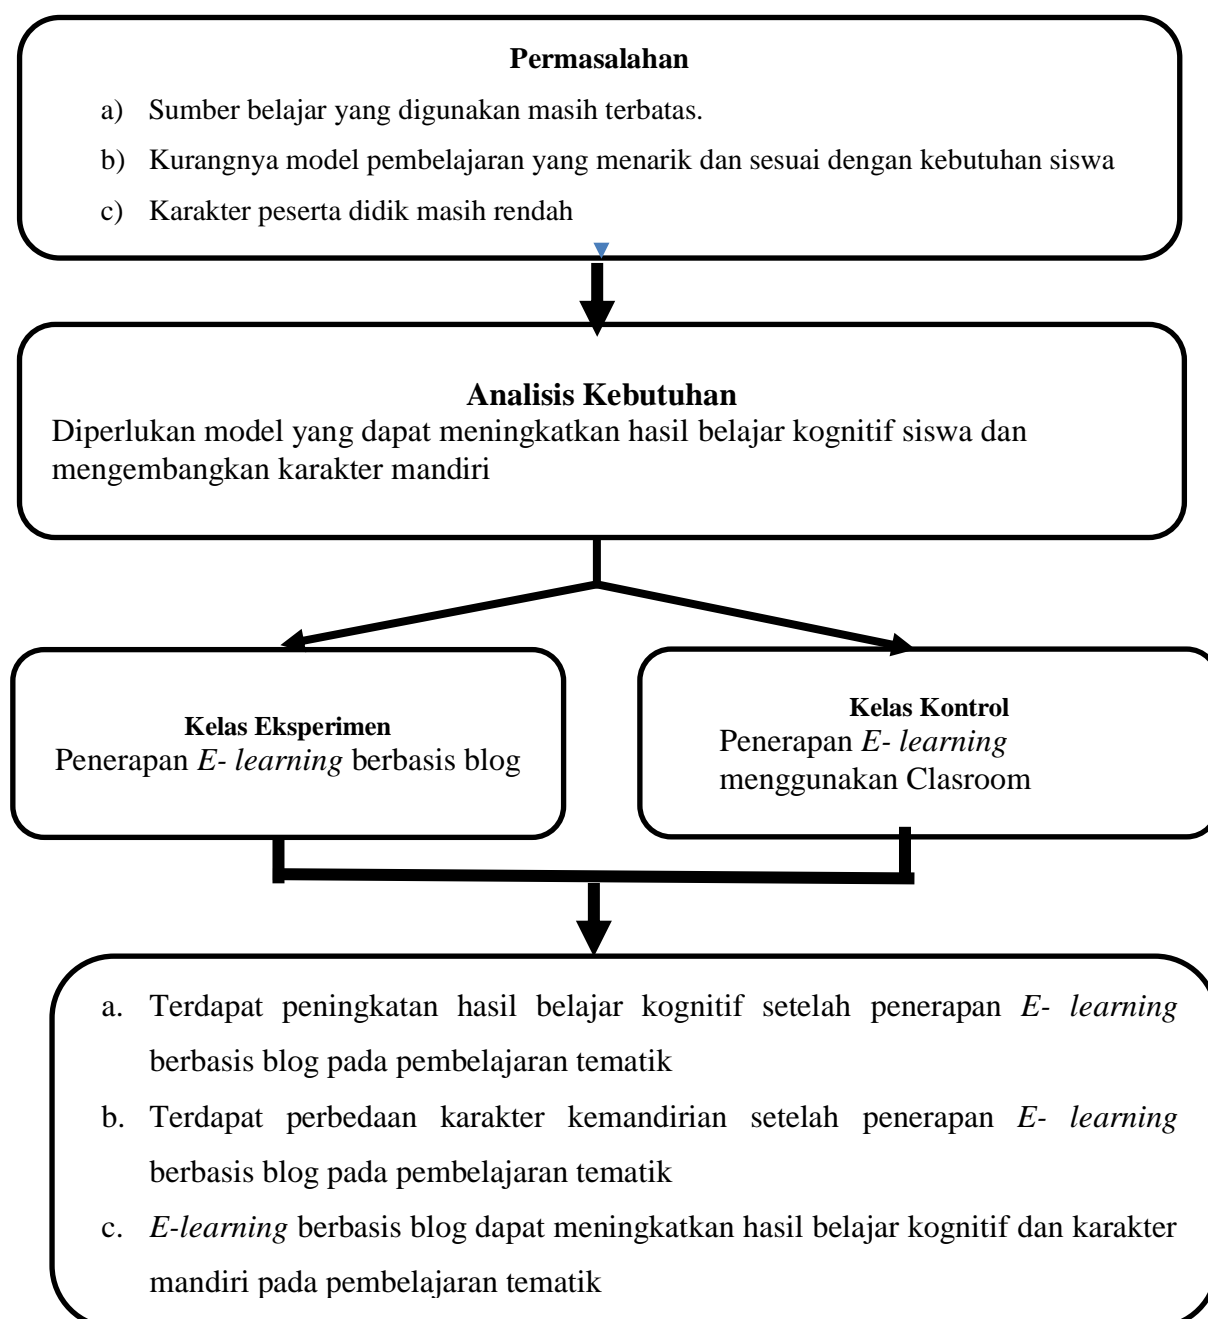 Permasalahan
a) Sumber belajar yang digunakan masih terbatas.
b) Kurangnya model pembelajaran yang menarik dan sesuai dengan kebutuhan siswa
c) Karakter peserta didik masih rendah
Analisis Kebutuhan
Diperlukan model yang dapat meningkatkan hasil belajar kognitif siswa dan
mengembangkan karakter mandiri
Kelas Eksperimen
Penerapan E- learning berbasis blog
Kelas Kontrol
Penerapan E- learning
menggunakan Clasroom
a. Terdapat peningkatan hasil belajar kognitif setelah penerapan E- learning
berbasis blog pada pembelajaran tematik
b. Terdapat perbedaan karakter kemandirian setelah penerapan E- learning
berbasis blog pada pembelajaran tematik
c. E-learning berbasis blog dapat meningkatkan hasil belajar kognitif dan karakter
mandiri pada pembelajaran tematik